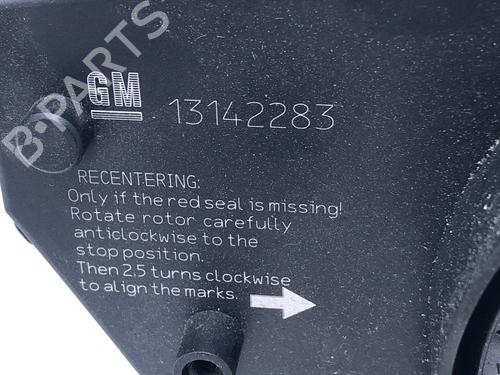 B-PARTS
GM 13142283
RECENTERING:
Only if the red seal is missing!
Rotate rotor carefully
anticlockwise to the
stop position.
Then 2.5 turns clockwise
to align the marks.